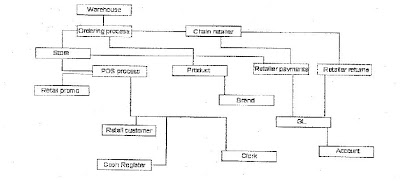 Warehouse
Ordering process
Chain retailer
Store
POS process
Product
Retailer payments
Retailer returns
Retail promo
Brand
Retail customer
GL
Cash Register
Clerk
Account